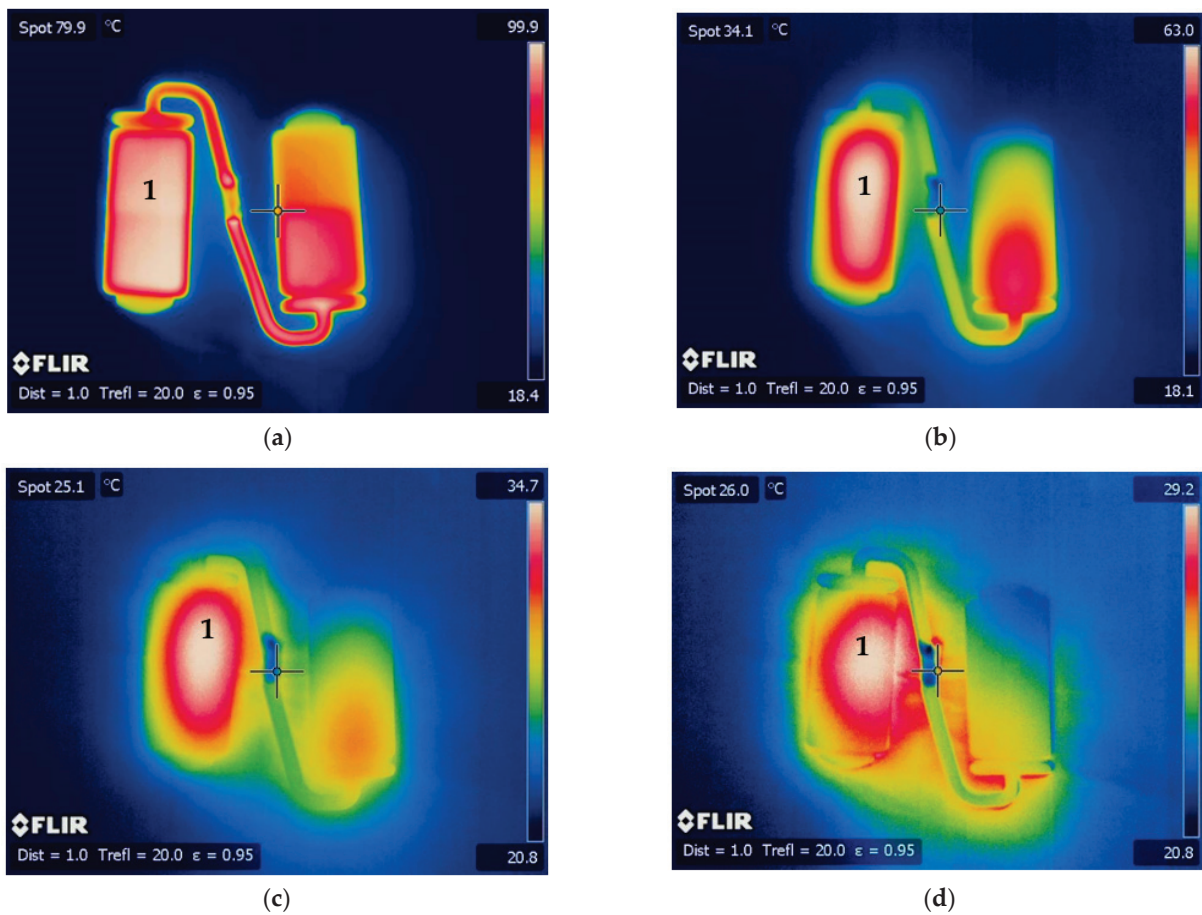 Spot 79.9 °C 99.9
1
FLIR
Dist = 1.0 Trefl = 20.0 ε = 0.95 18.4
(a)
Spot 34.1 °C 63.0
1
FLIR
Dist = 1.0 Trefl = 20.0 ε = 0.95 18.1
(b)
Spot 25.1 °C 34.7
1
FLIR
Dist = 1.0 Trefl = 20.0 ε = 0.95 20.8
(c)
Spot 26.0 °C 29.2
1
FLIR
Dist = 1.0 Trefl = 20.0 ε = 0.95 20.8
(d)